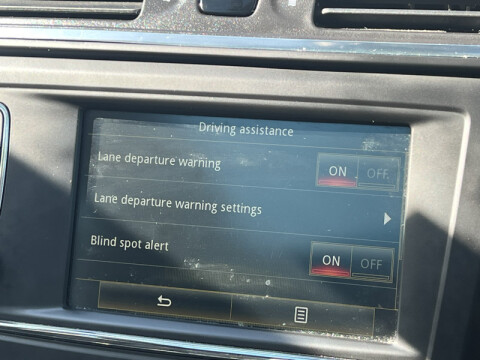 Driving assistance
Lane departure warning ON OFF
Lane departure warning settings
Blind spot alert ON OFF